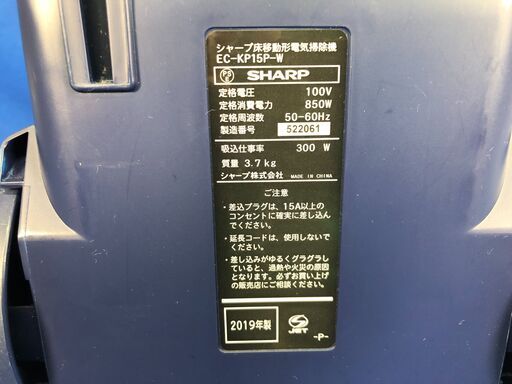 シャープ床移動形電気掃除機
EC-KP15P-W
PS E SHARP
定格電圧 100V
定格消費電力 850W
定格周波数 50-60Hz
製造番号 522061
吸込仕事率 300 W
質量 3.7kg
シャープ株式会社 MADE IN CHINA
ご注意
・差込プラグは、15A以上の
コンセントに確実に差し込ん
でください。
・延長コードは、使用しないで
ください。
・差し込みがゆるくグラグラ
していると、過熱や火災の原因
となります。必ずお買い上げ
の販売店にご相談ください。
2019年製
JET
-P-